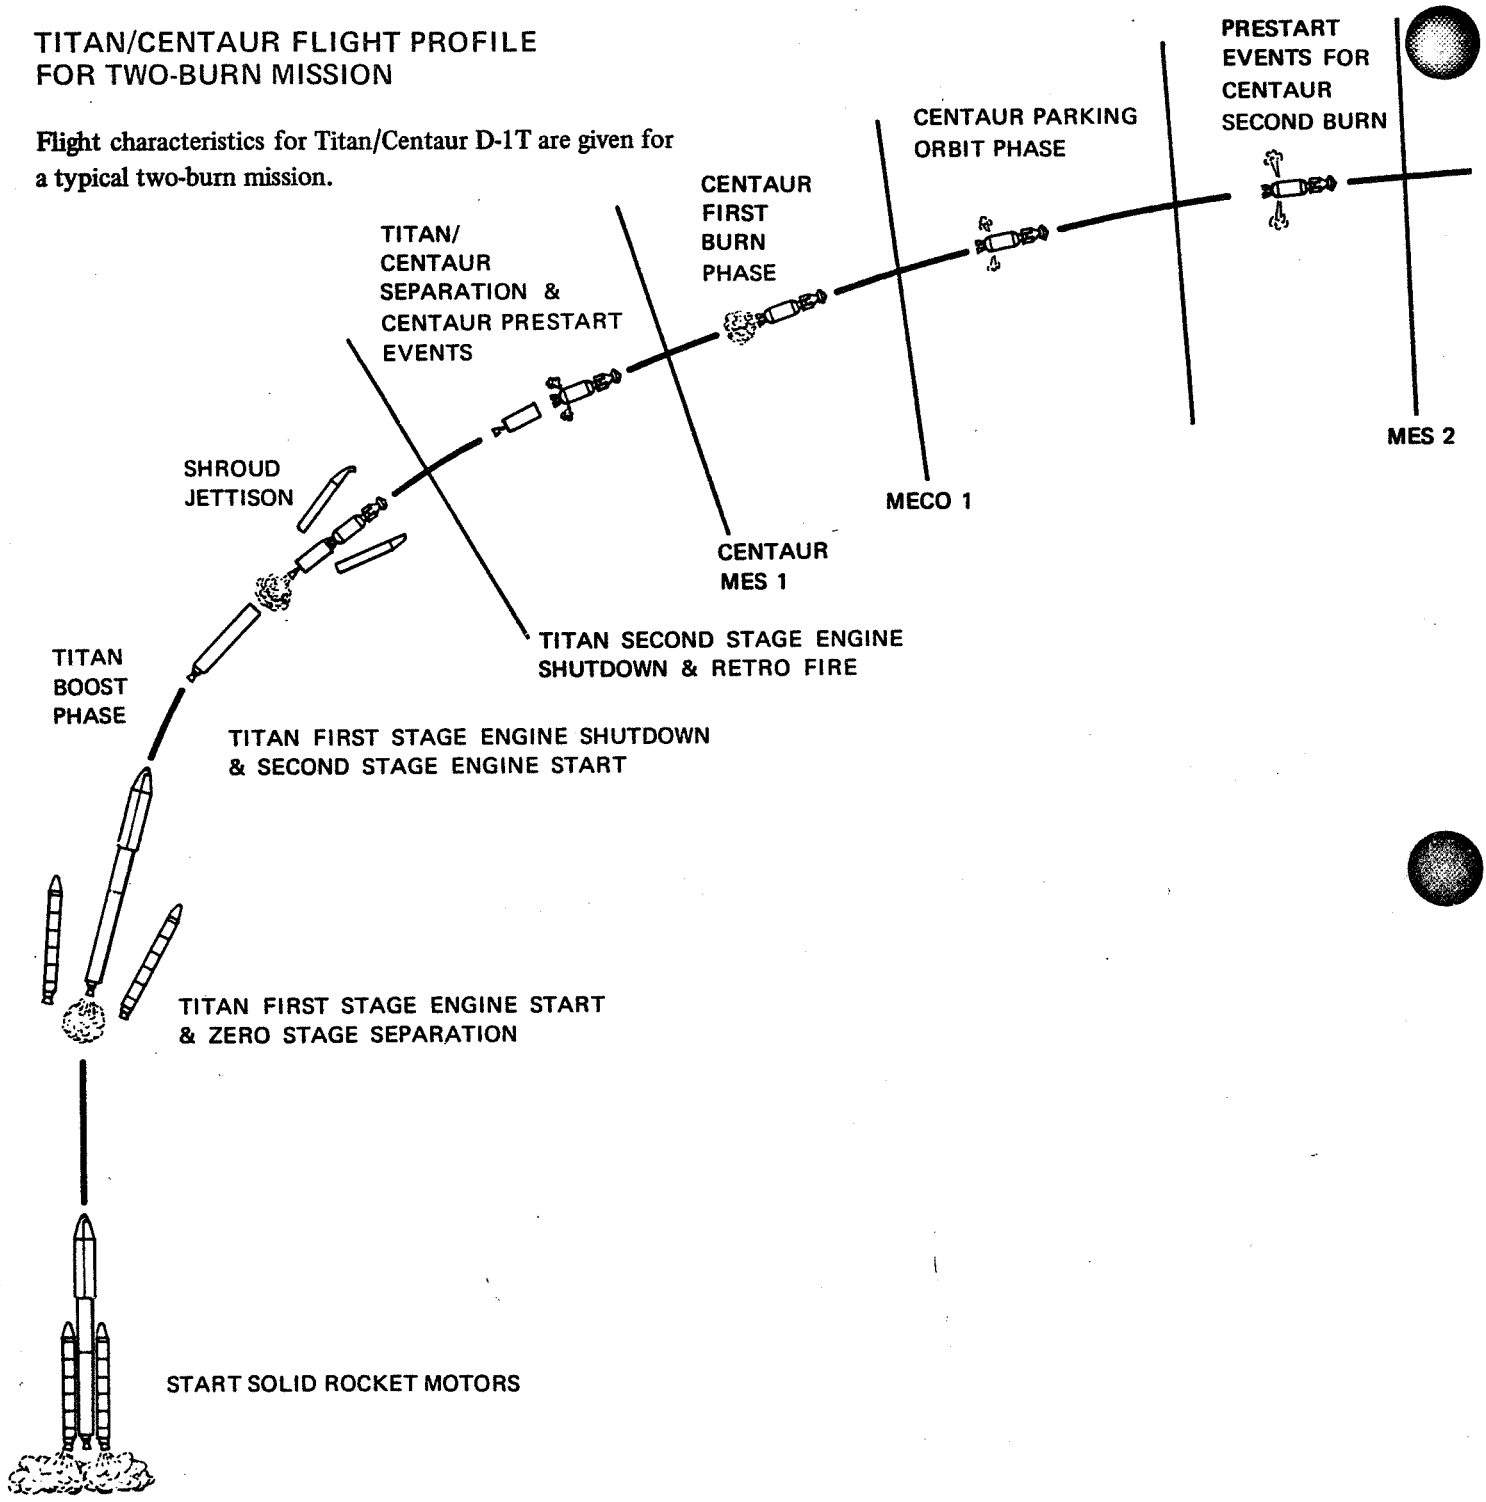 TITAN/CENTAUR FLIGHT PROFILE
FOR TWO-BURN MISSION
Flight characteristics for Titan/Centaur D-1T are given for
a typical two-burn mission.
PRESTART
EVENTS FOR
CENTAUR
SECOND BURN
CENTAUR PARKING
ORBIT PHASE
CENTAUR
FIRST
BURN
PHASE
TITAN/
CENTAUR
SEPARATION &
CENTAUR PRESTART
EVENTS
MES 2
SHROUD
JETTISON
MECO 1
CENTAUR
MES 1
TITAN SECOND STAGE ENGINE
SHUTDOWN & RETRO FIRE
TITAN
BOOST
PHASE
TITAN FIRST STAGE ENGINE SHUTDOWN
& SECOND STAGE ENGINE START
TITAN FIRST STAGE ENGINE START
& ZERO STAGE SEPARATION
START SOLID ROCKET MOTORS